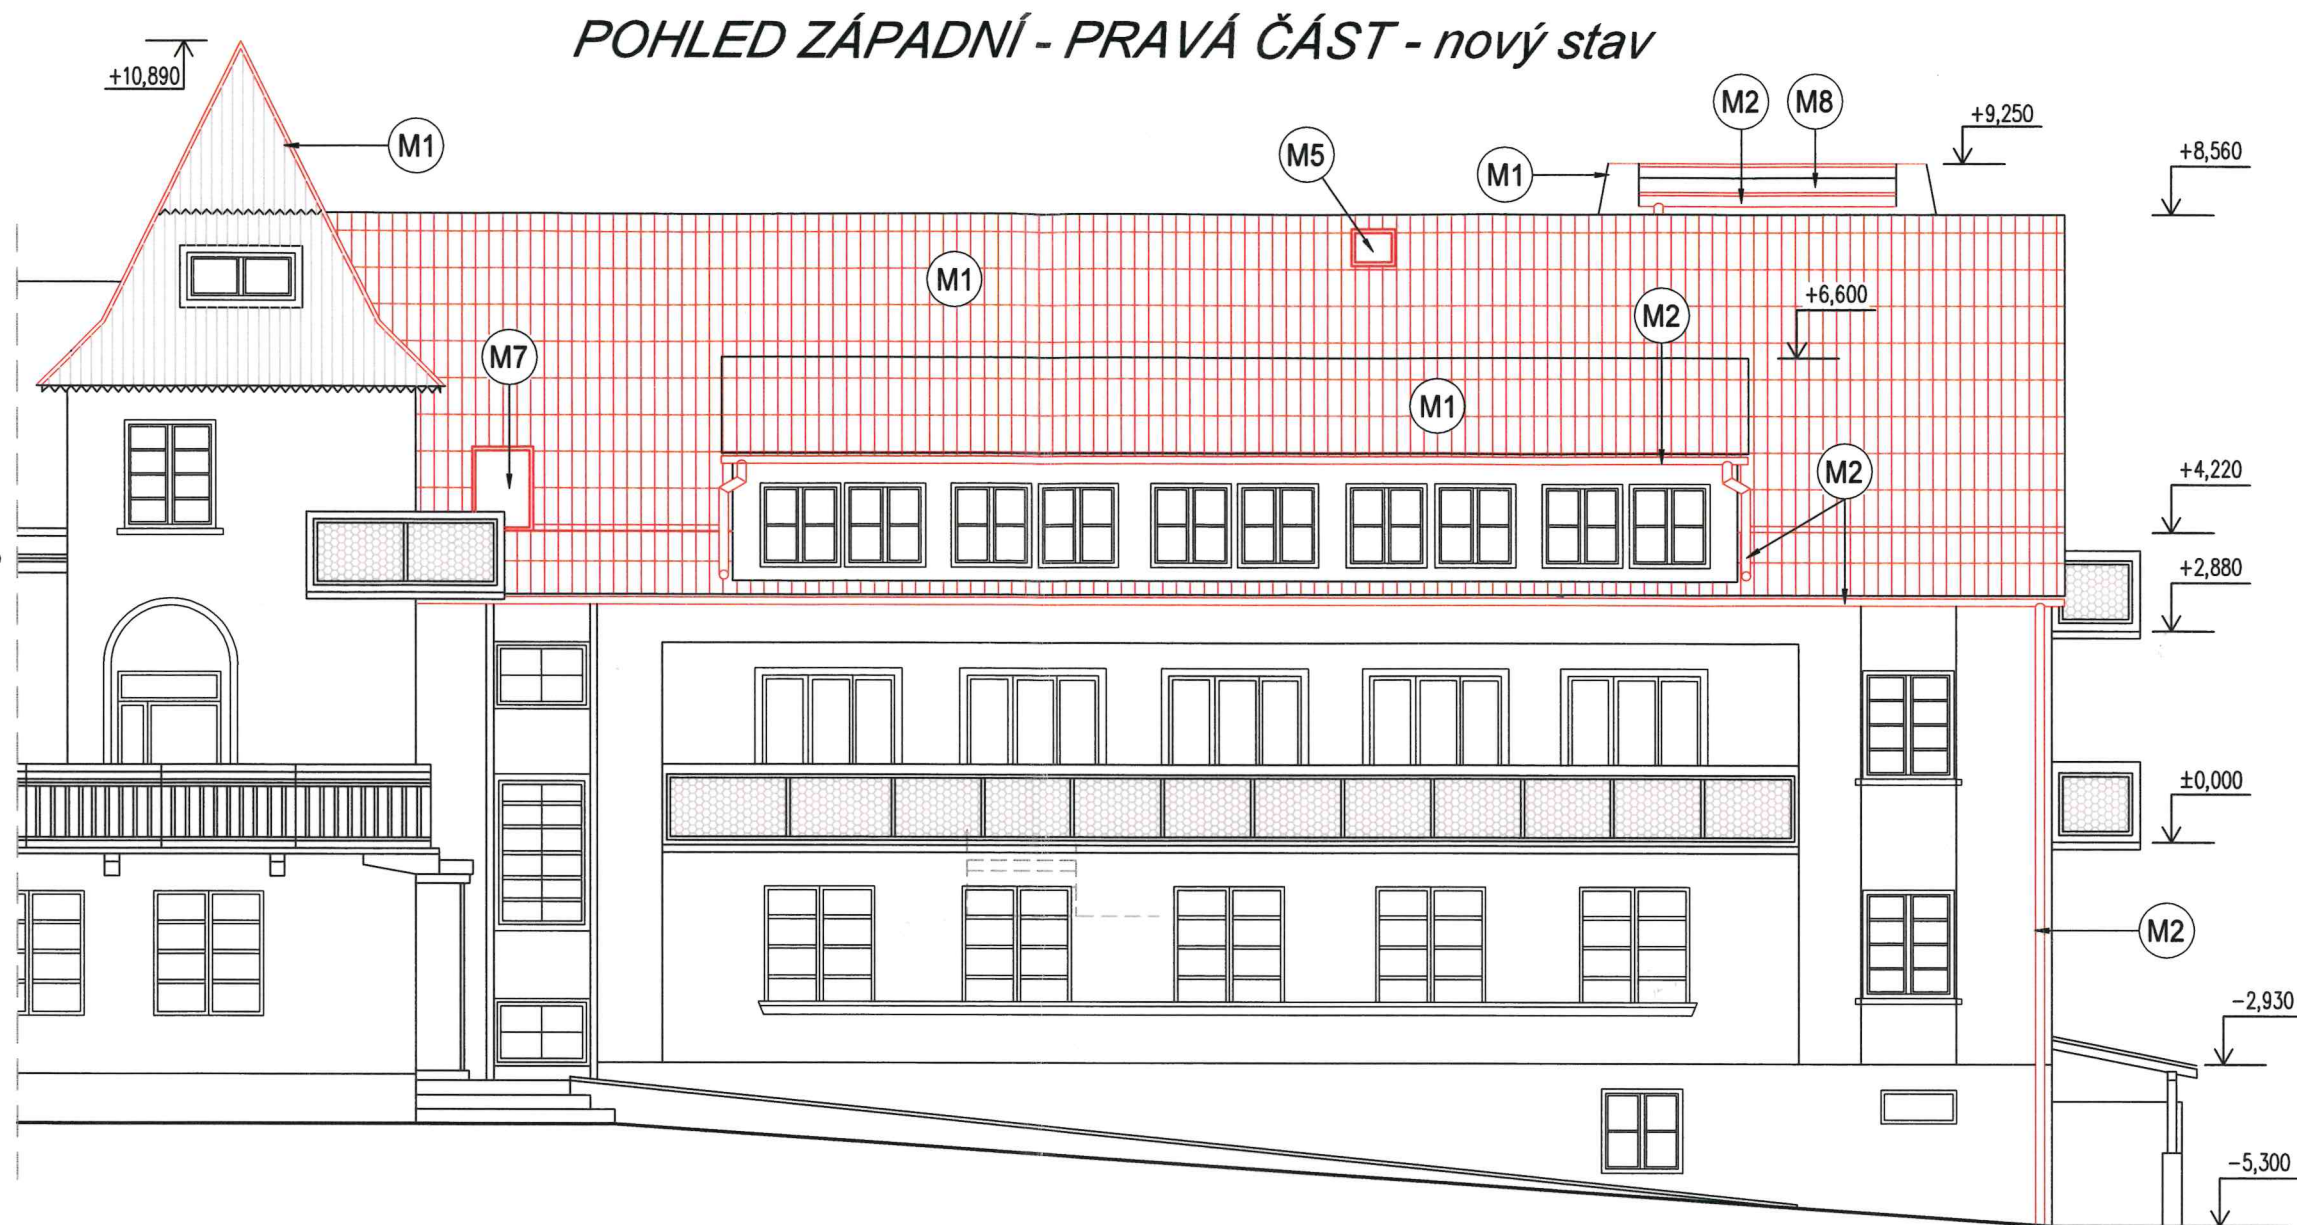 POHLED ZÁPADNÍ - PRAVÁ ČÁST - nový stav
+10,890
M1
M5
M1
M2
M8
+9,250
+8,560
M1
M2
+6,600
M7
M1
M2
+4,220
+2,880
±0,000
M2
-2,930
-5,300